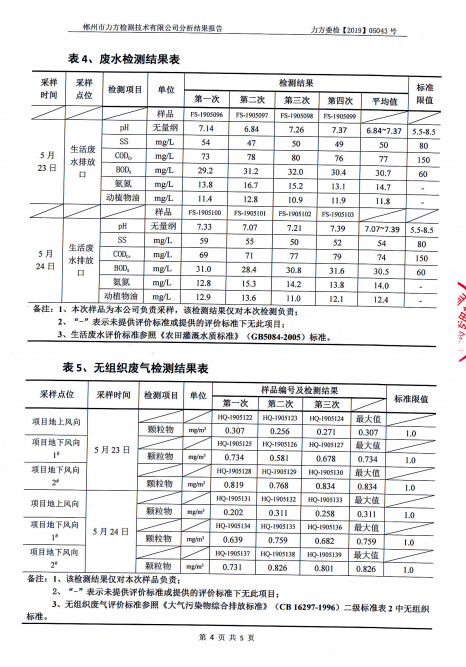 郴州市力方检测技术有限公司分析结果报告 力方委检【2019】05043 号
表 4、废水检测结果表
采样时间 采样点位 检测项目 单位 检测结果 标准限值
第一次 第二次 第三次 第四次 平均值
5 月 23 日 生活废水排放口
样品 FS-1905096 FS-1905097 FS-1905098 FS-1905099
pH 无量纲 7.14 6.84 7.26 7.37 6.84~7.37 5.5-8.5
SS mg/L 54 47 50 49 50 80
CODCr mg/L 73 78 80 76 77 150
BOD5 mg/L 29.2 31.2 32.0 30.4 30.7 60
氨氮 mg/L 13.8 16.7 15.2 13.1 14.7 -
动植物油 mg/L 11.4 12.8 10.9 11.9 11.8 -
5 月 24 日 生活废水排放口
样品 FS-1905100 FS-1905101 FS-1905102 FS-1905103
pH 无量纲 7.33 7.07 7.21 7.39 7.07~7.39 5.5-8.5
SS mg/L 59 55 50 52 54 80
CODCr mg/L 69 71 77 79 74 150
BOD5 mg/L 31.0 28.4 30.8 31.6 30.5 60
氨氮 mg/L 12.8 15.3 14.2 13.8 14.0 -
动植物油 mg/L 12.9 13.6 11.0 12.1 12.4 -
备注：1、本次样品为本公司负责采样，该检测结果仅对本次检测负责；
2、“-”表示未提供评价标准或提供的评价标准下无此项目；
3、生活废水评价标准参照《农田灌溉水质标准》（GB5084-2005）标准。
表 5、无组织废气检测结果表
采样点位 采样时间 检测项目 单位 样品编号及检测结果 标准限值
第一次 第二次 第三次
项目地上风向 5 月 23 日 HQ-1905122 HQ-1905123 HQ-1905124 最大值
颗粒物 mg/m³ 0.307 0.256 0.271 0.307 1.0
项目地下风向 1# HQ-1905125 HQ-1905126 HQ-1905127 最大值
颗粒物 mg/m³ 0.734 0.581 0.678 0.734 1.0
项目地下风向 2# HQ-1905128 HQ-1905129 HQ-1905130 最大值
颗粒物 mg/m³ 0.819 0.768 0.834 0.834 1.0
项目地上风向 5 月 24 日 HQ-1905131 HQ-1905132 HQ-1905133 最大值
颗粒物 mg/m³ 0.202 0.311 0.258 0.311 1.0
项目地下风向 1# HQ-1905134 HQ-1905135 HQ-1905136 最大值
颗粒物 mg/m³ 0.639 0.759 0.682 0.759 1.0
项目地下风向 2# HQ-1905137 HQ-1905138 HQ-1905139 最大值
颗粒物 mg/m³ 0.731 0.826 0.801 0.826 1.0
备注：1、该检测结果仅对本次样品负责；
2、“-”表示未提供评价标准或提供的评价标准下无此项目；
3、无组织废气评价标准参照《大气污染物综合排放标准》（CB 16297-1996）二级标准表 2 中无组织
标准。
第 4 页 共 5 页